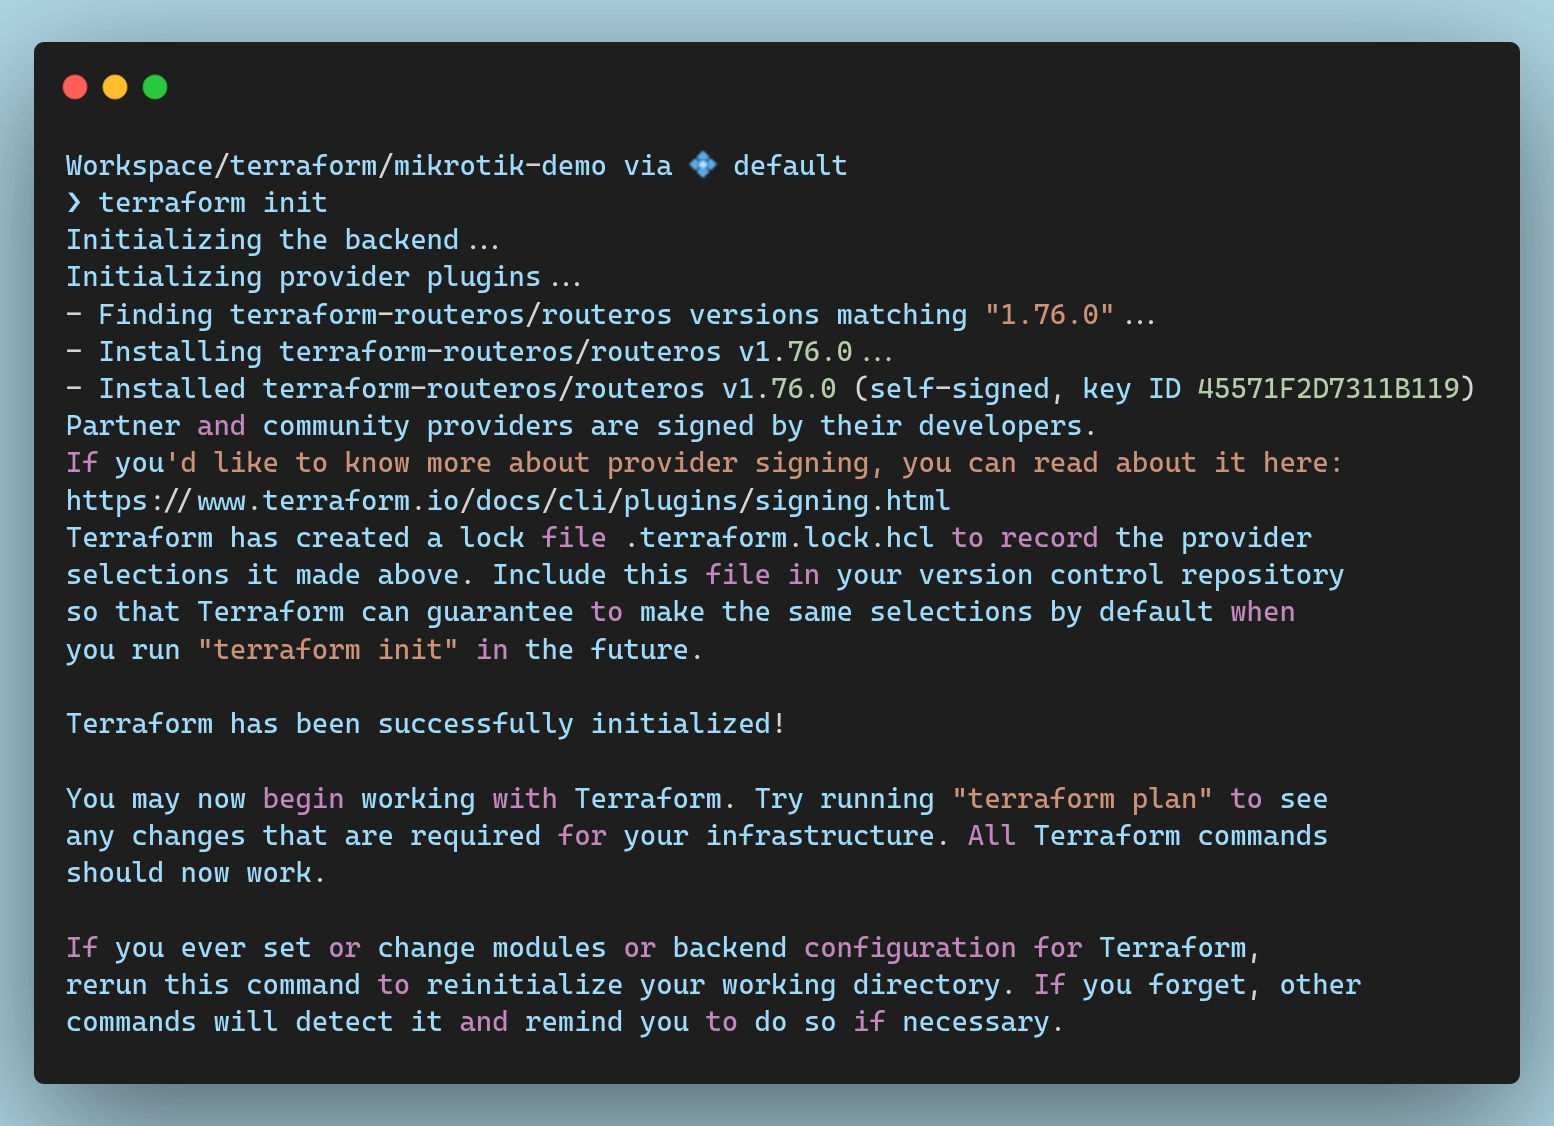 Workspace/terraform/mikrotik-demo via 💠 default
❯ terraform init
Initializing the backend...
Initializing provider plugins...
- Finding terraform-routeros/routeros versions matching "1.76.0"...
- Installing terraform-routeros/routeros v1.76.0...
- Installed terraform-routeros/routeros v1.76.0 (self-signed, key ID 45571F2D7311B119)
Partner and community providers are signed by their developers.
If you'd like to know more about provider signing, you can read about it here:
https://www.terraform.io/docs/cli/plugins/signing.html
Terraform has created a lock file .terraform.lock.hcl to record the provider
selections it made above. Include this file in your version control repository
so that Terraform can guarantee to make the same selections by default when
you run "terraform init" in the future.

Terraform has been successfully initialized!

You may now begin working with Terraform. Try running "terraform plan" to see
any changes that are required for your infrastructure. All Terraform commands
should now work.

If you ever set or change modules or backend configuration for Terraform,
rerun this command to reinitialize your working directory. If you forget, other
commands will detect it and remind you to do so if necessary.